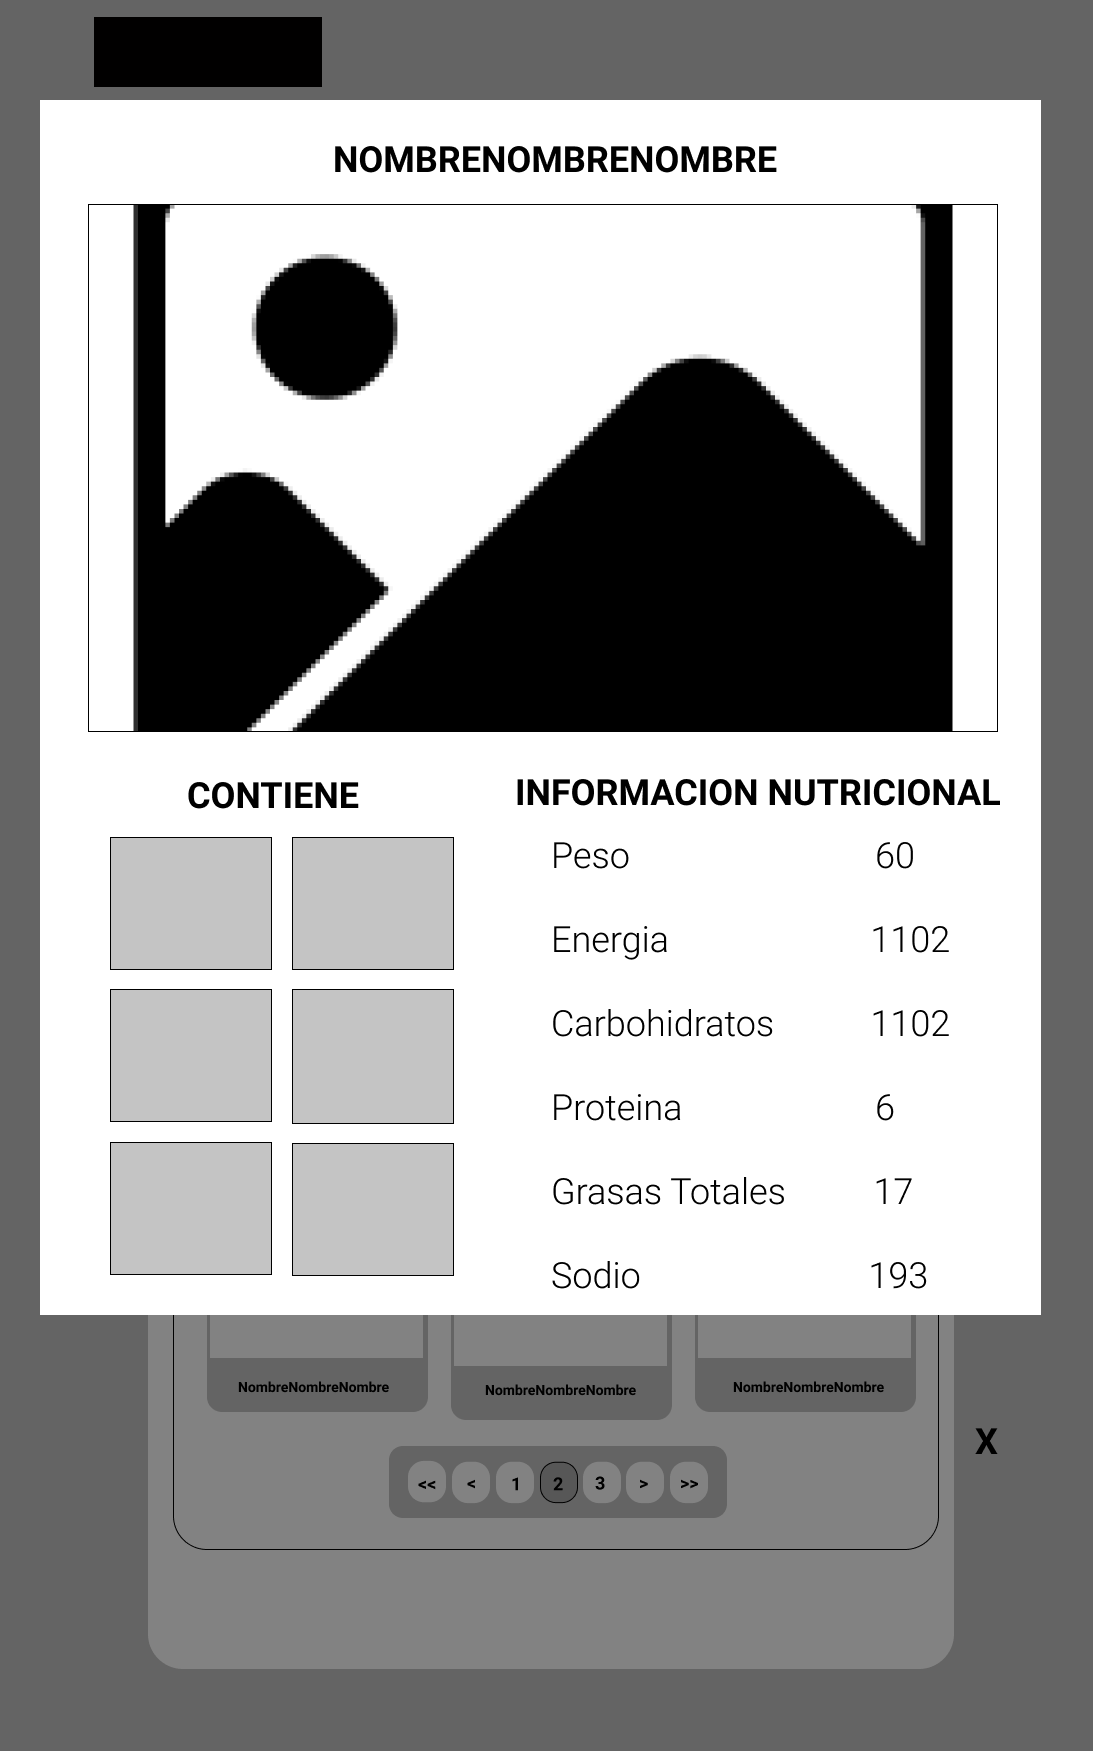 NOMBRENOMBRENOMBRE
CONTIENE
INFORMACION NUTRICIONAL
Peso 60
Energia 1102
Carbohidratos 1102
Proteina 6
Grasas Totales 17
Sodio 193
NombreNombreNombre NombreNombreNombre NombreNombreNombre
X
<< < 1 2 3 > >>